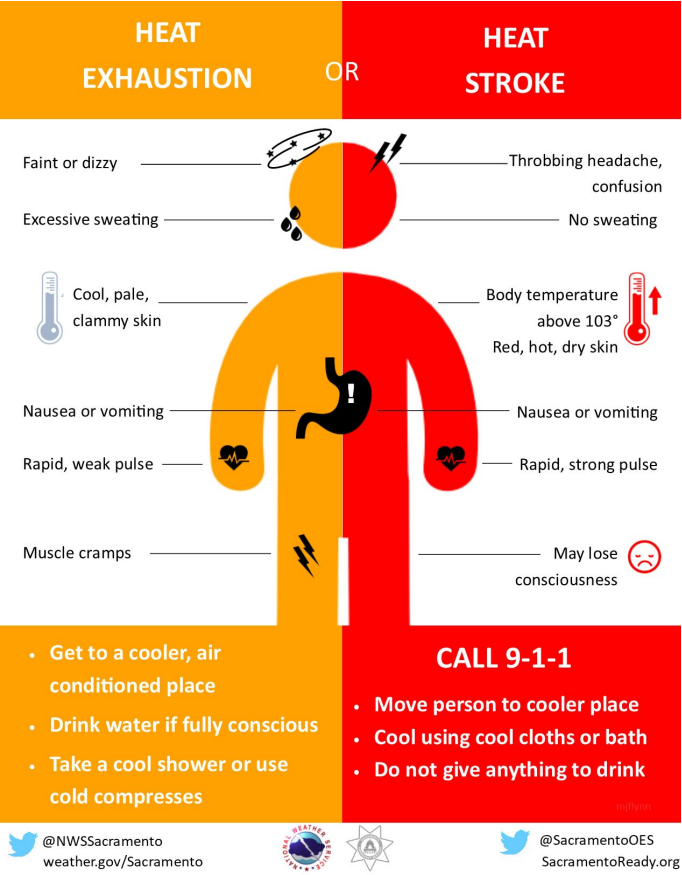 HEAT
EXHAUSTION
OR
HEAT
STROKE
Faint or dizzy
Throbbing headache,
confusion
Excessive sweating
No sweating
Cool, pale,
clammy skin
Body temperature
above 103°
Red, hot, dry skin
!
Nausea or vomiting
Nausea or vomiting
Rapid, weak pulse
Rapid, strong pulse
Muscle cramps
May lose
consciousness
• Get to a cooler, air
conditioned place
• Drink water if fully conscious
• Take a cool shower or use
cold compresses
CALL 9-1-1
• Move person to cooler place
• Cool using cool cloths or bath
• Do not give anything to drink
mjflynn
@NWSSacramento
weather.gov/Sacramento
NATIONAL WEATHER SERVICE
@SacramentoOES
SacramentoReady.org